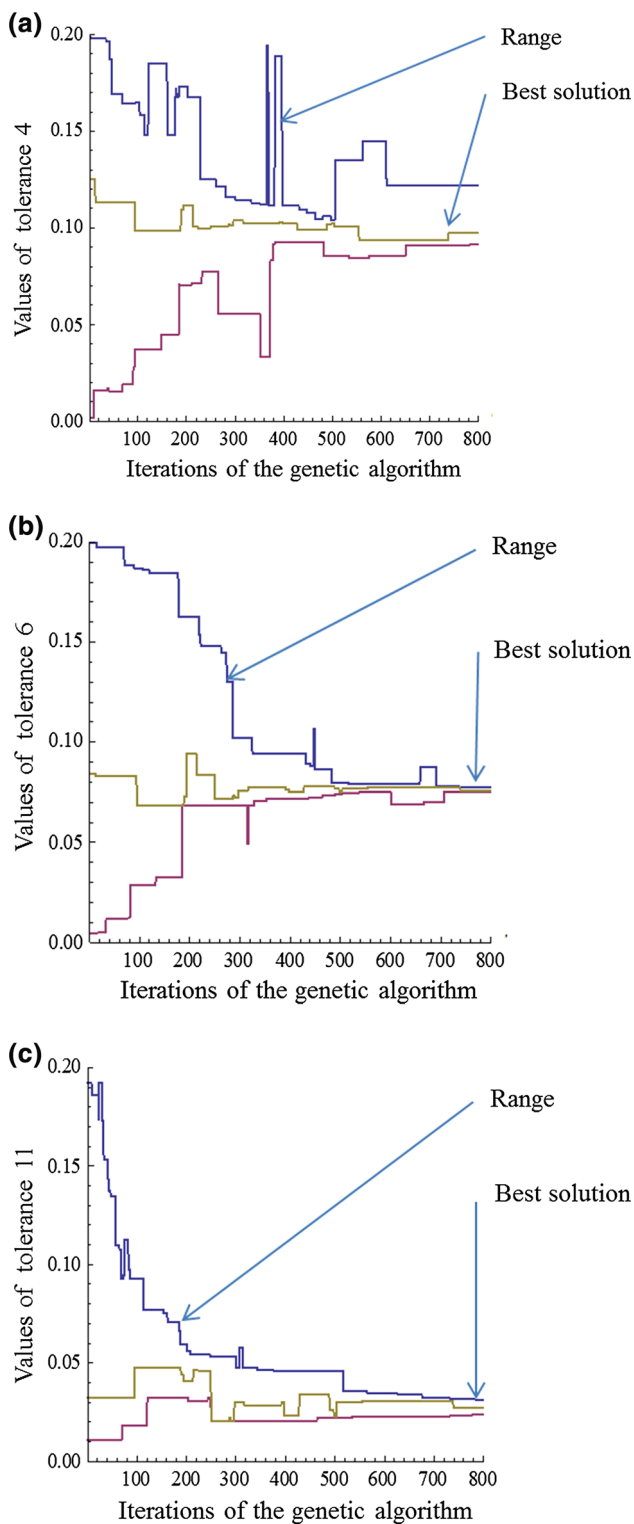 (a)
0.20
0.15
0.10
0.05
0.00
Values of tolerance 4
100 200 300 400 500 600 700 800
Iterations of the genetic algorithm
Range
Best solution
(b)
0.20
0.15
0.10
0.05
0.00
Values of tolerance 6
100 200 300 400 500 600 700 800
Iterations of the genetic algorithm
Range
Best solution
(c)
0.20
0.15
0.10
0.05
0.00
Values of tolerance 11
100 200 300 400 500 600 700 800
Iterations of the genetic algorithm
Range
Best solution